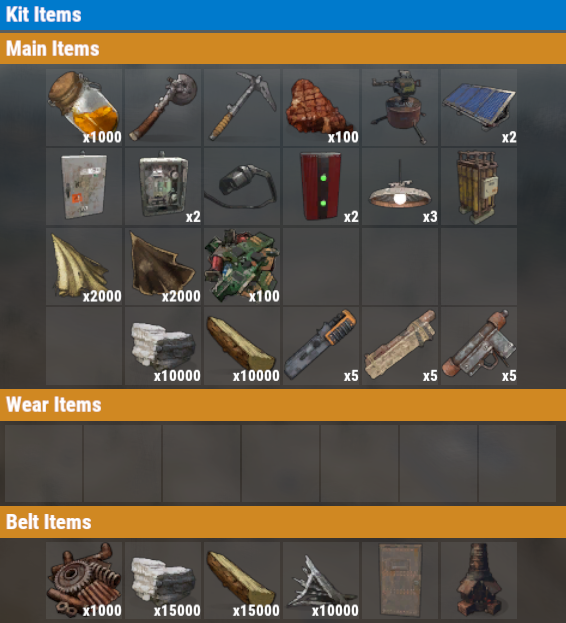 Kit Items
Main Items
x1000 x100 x2
x2 x2 x3
x2000 x2000 x100
x10000 x10000 x5 x5 x5
Wear Items
Belt Items
x1000 x15000 x15000 x10000